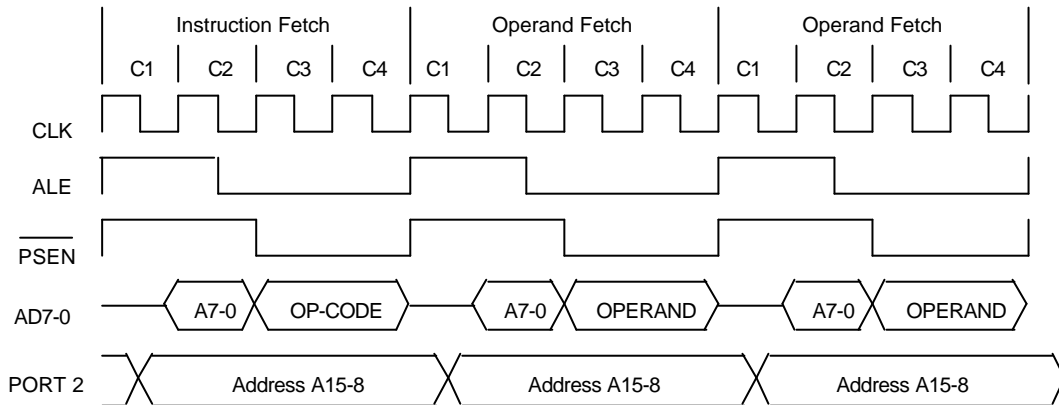 Instruction Fetch Operand Fetch Operand Fetch
C1 C2 C3 C4 C1 C2 C3 C4 C1 C2 C3 C4
CLK
ALE
PSEN
AD7-0 A7-0 OP-CODE A7-0 OPERAND A7-0 OPERAND
PORT 2 Address A15-8 Address A15-8 Address A15-8